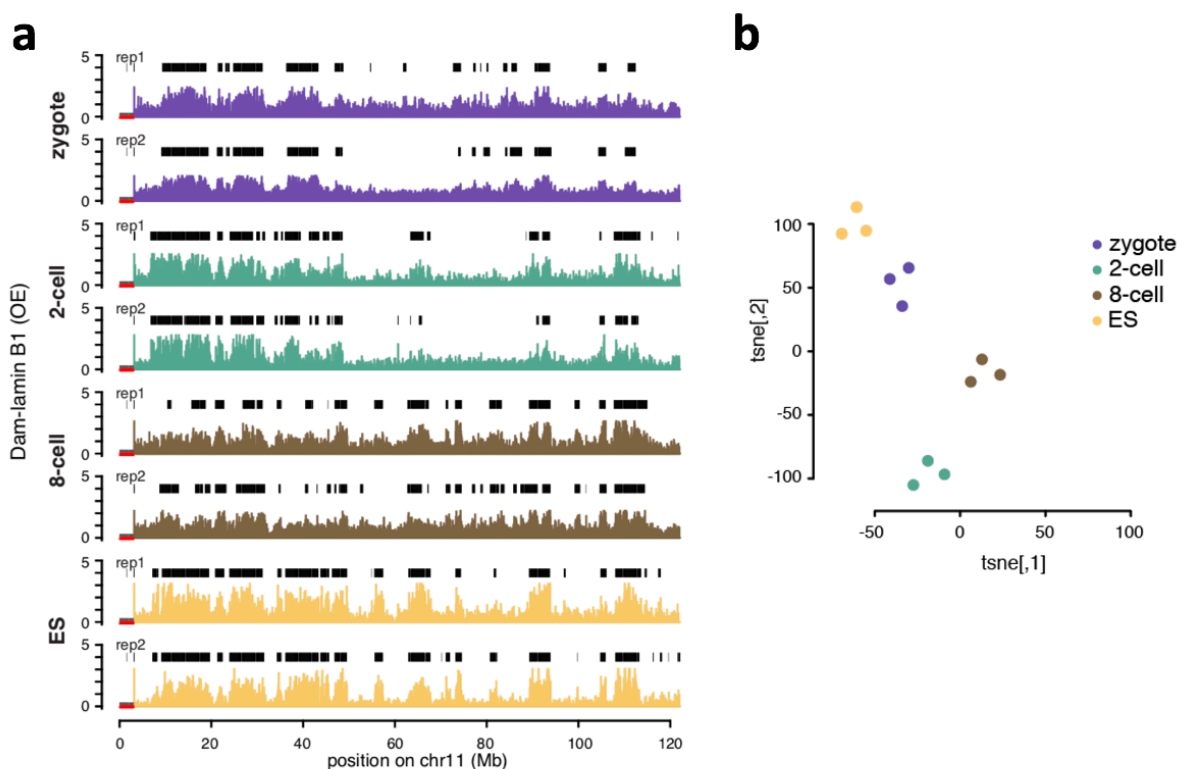 a
b
Dam-lamin B1 (OE)
zygote
rep1
5
0
rep2
5
0
2-cell
rep1
5
0
rep2
5
0
8-cell
rep1
5
0
rep2
5
0
ES
rep1
5
0
rep2
5
0
0 20 40 60 80 100 120
position on chr11 (Mb)
100
50
0
-50
-100
tsne[,2]
-50 0 50 100
tsne[,1]
zygote
2-cell
8-cell
ES